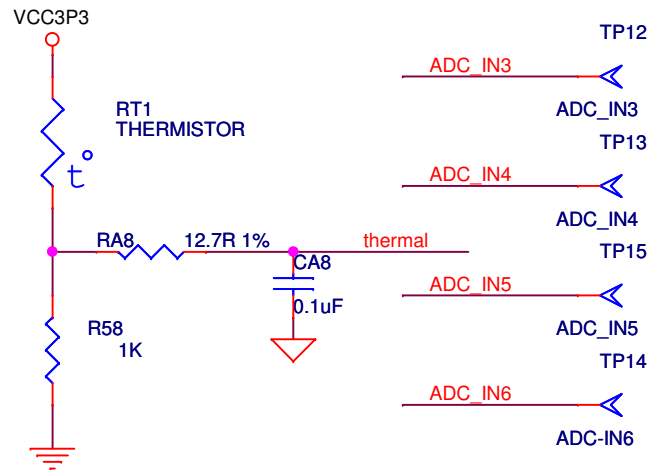 VCC3P3
RT1
THERMISTOR
t°
RA8
12.7R 1%
thermal
CA8
0.1uF
R58
1K
TP12
ADC_IN3
ADC_IN3
TP13
ADC_IN4
ADC_IN4
TP15
ADC_IN5
ADC_IN5
TP14
ADC_IN6
ADC-IN6